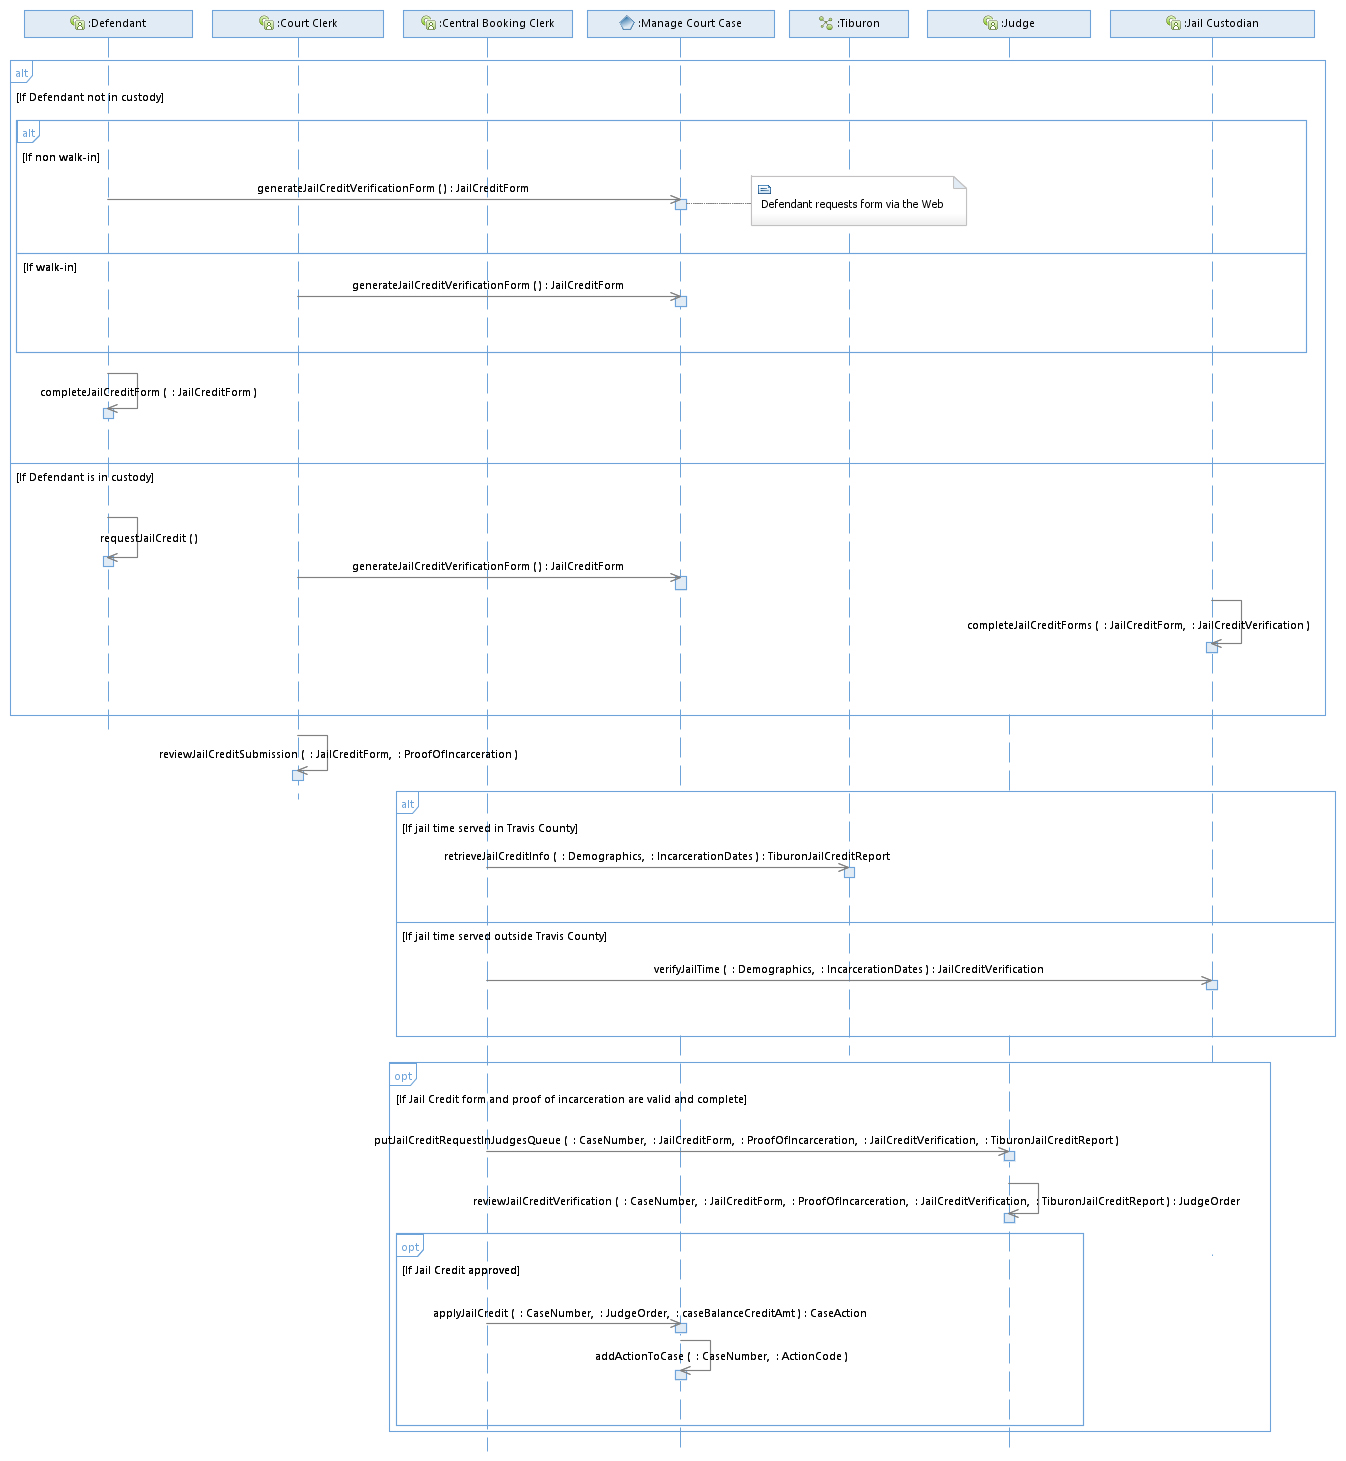 :Defendant
:Court Clerk
:Central Booking Clerk
:Manage Court Case
:Tiburon
:Judge
:Jail Custodian
alt
[If Defendant not in custody]
alt
[If non walk-in]
generateJailCreditVerificationForm ( ) : JailCreditForm
Defendant requests form via the Web
[If walk-in]
generateJailCreditVerificationForm ( ) : JailCreditForm
completeJailCreditForm (  : JailCreditForm )
[If Defendant is in custody]
requestJailCredit ( )
generateJailCreditVerificationForm ( ) : JailCreditForm
completeJailCreditForms (  : JailCreditForm,  : JailCreditVerification )
reviewJailCreditSubmission (  : JailCreditForm,  : ProofOfIncarceration )
alt
[If jail time served in Travis County]
retrieveJailCreditInfo (  : Demographics,  : IncarcerationDates ) : TiburonJailCreditReport
[If jail time served outside Travis County]
verifyJailTime (  : Demographics,  : IncarcerationDates ) : JailCreditVerification
opt
[If Jail Credit form and proof of incarceration are valid and complete]
putJailCreditRequestInJudgesQueue (  : CaseNumber,  : JailCreditForm,  : ProofOfIncarceration,  : JailCreditVerification,  : TiburonJailCreditReport )
reviewJailCreditVerification (  : CaseNumber,  : JailCreditForm,  : ProofOfIncarceration,  : JailCreditVerification,  : TiburonJailCreditReport ) : JudgeOrder
opt
[If Jail Credit approved]
applyJailCredit (  : CaseNumber,  : JudgeOrder,  : caseBalanceCreditAmt ) : CaseAction
addActionToCase (  : CaseNumber,  : ActionCode )